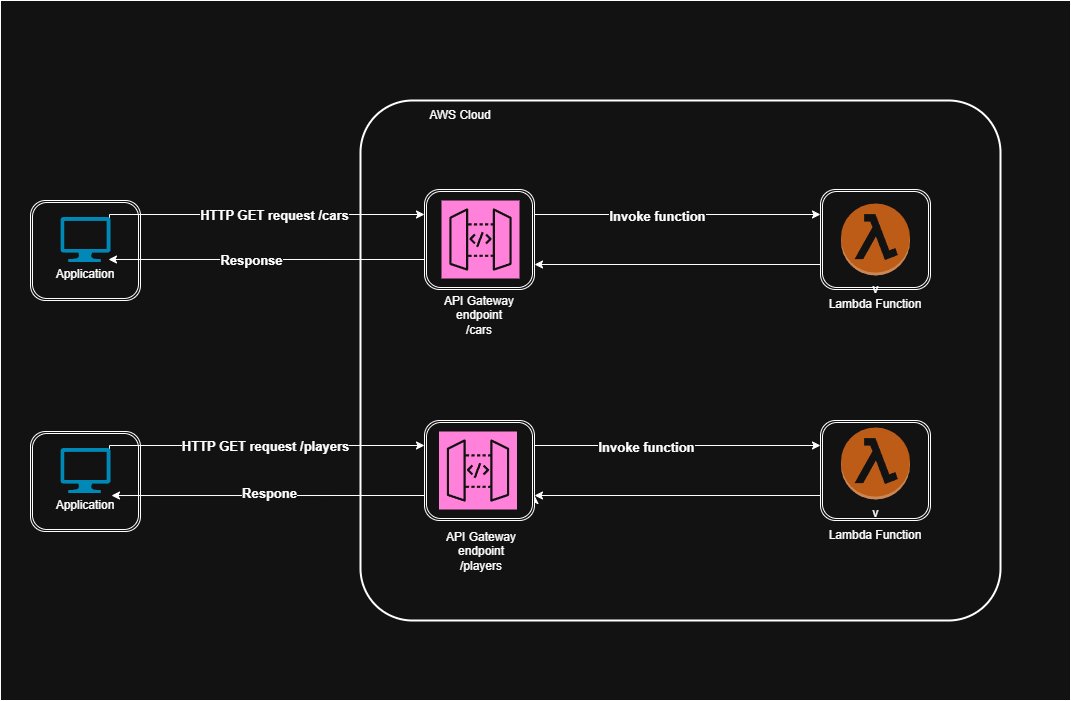 AWS Cloud
HTTP GET request /cars
Invoke function
Response
Application
</>
v
API Gateway
endpoint
/cars
Lambda Function
HTTP GET request /players
Invoke function
Respone
Application
</>
v
API Gateway
endpoint
/players
Lambda Function